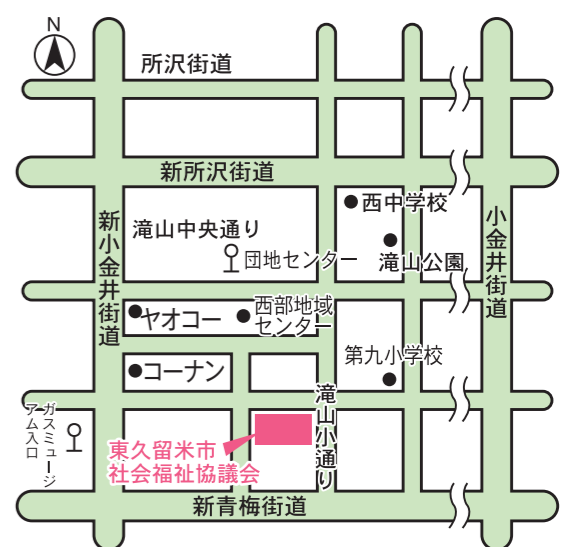 N
所沢街道
新所沢街道
西中学校
新小金井街道
滝山中央通り
小金井街道
団地センター
滝山公園
ヤオコー
西部地域
センター
第九小学校
コーナン
滝山小通り
ガスミュージ
アム入口
東久留米市
社会福祉協議会
新青梅街道